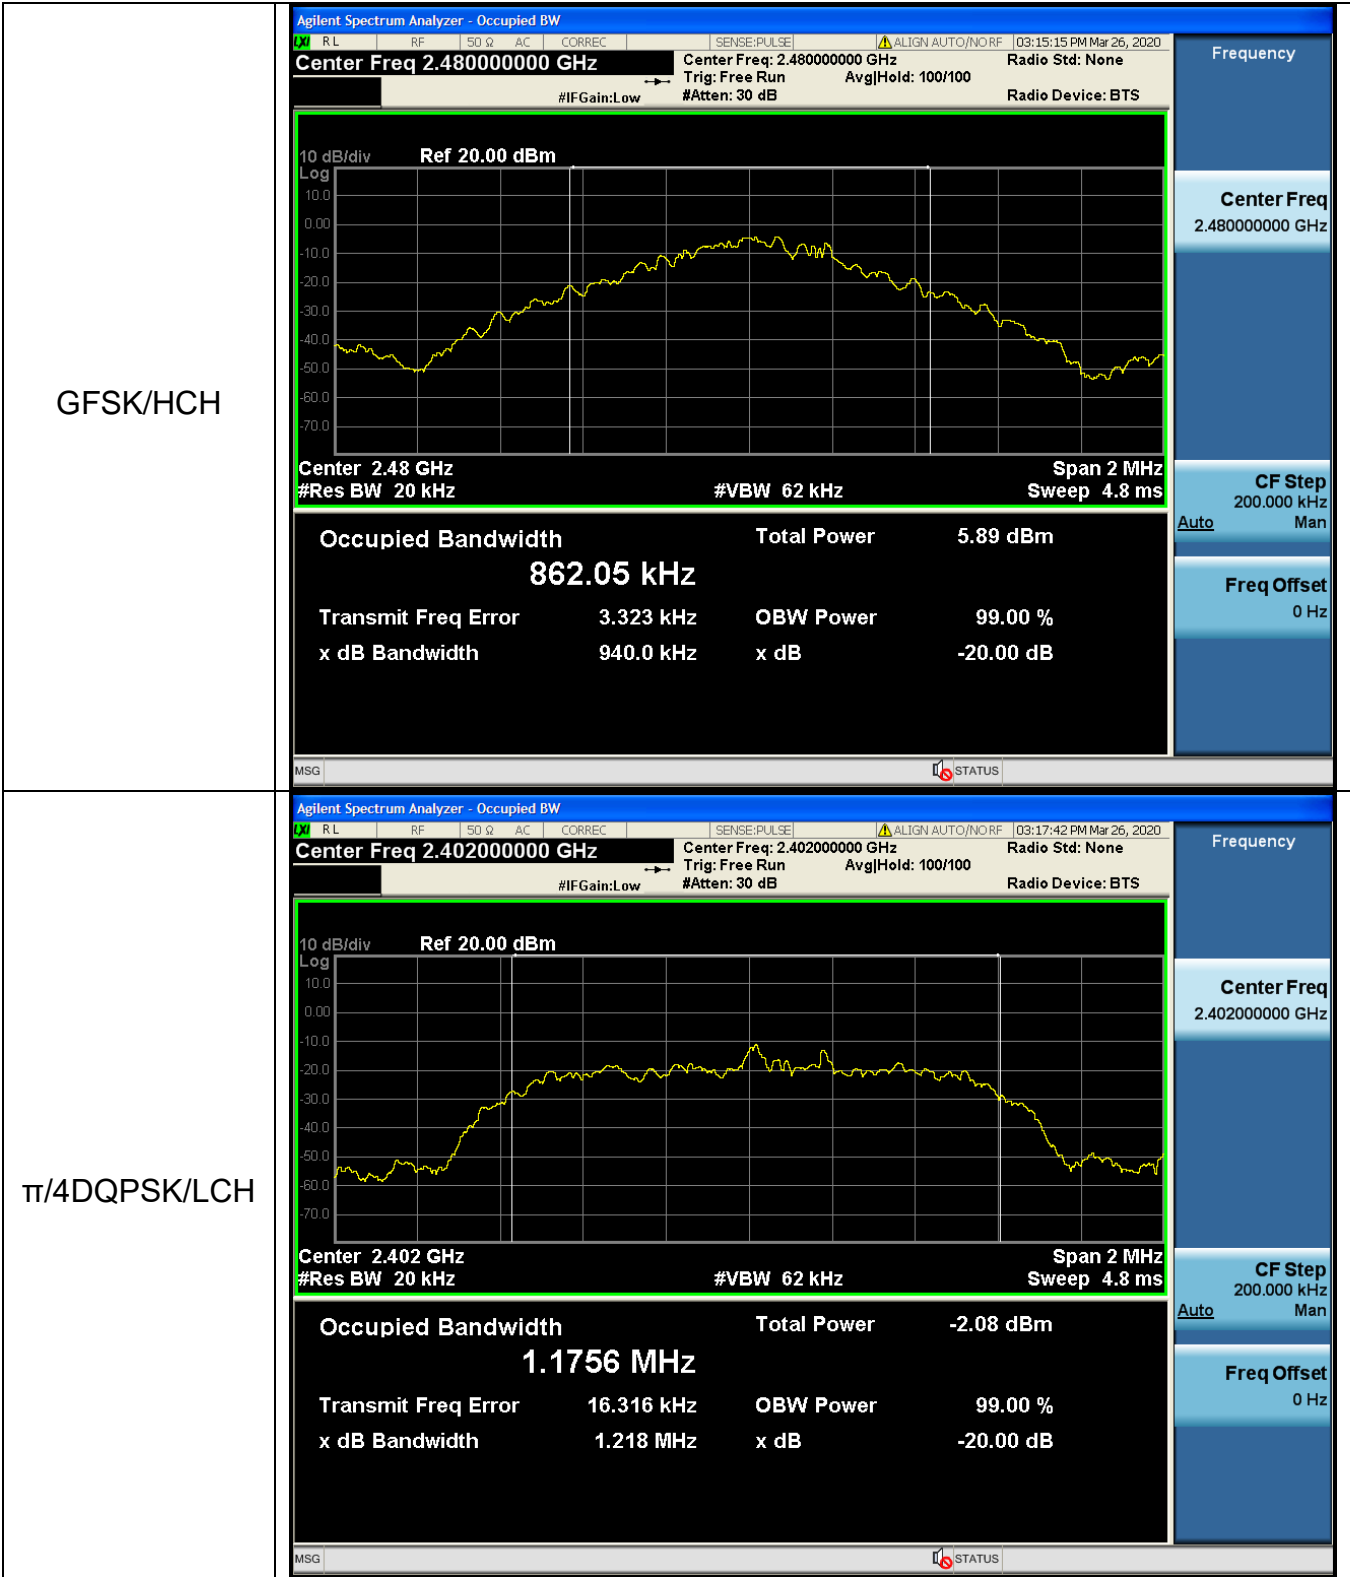 GFSK/HCH
Agilent Spectrum Analyzer - Occupied BW
LXI RL RF 50 Ω AC CORREC SENSE:PULSE ALIGN AUTO/NO RF 03:15:15 PM Mar 26, 2020
Center Freq 2.480000000 GHz
Center Freq: 2.480000000 GHz Radio Std: None
Trig: Free Run Avg|Hold: 100/100
#IFGain:Low #Atten: 30 dB Radio Device: BTS
10 dB/div Ref 20.00 dBm
Log
10.0
0.00
-10.0
-20.0
-30.0
-40.0
-50.0
-60.0
-70.0
Center 2.48 GHz Span 2 MHz
#Res BW 20 kHz #VBW 62 kHz Sweep 4.8 ms
Occupied Bandwidth Total Power 5.89 dBm
862.05 kHz
Transmit Freq Error 3.323 kHz OBW Power 99.00 %
x dB Bandwidth 940.0 kHz x dB -20.00 dB
MSG STATUS
Frequency
Center Freq
2.480000000 GHz
CF Step
200.000 kHz
Auto Man
Freq Offset
0 Hz
π/4DQPSK/LCH
Agilent Spectrum Analyzer - Occupied BW
LXI RL RF 50 Ω AC CORREC SENSE:PULSE ALIGN AUTO/NO RF 03:17:42 PM Mar 26, 2020
Center Freq 2.402000000 GHz
Center Freq: 2.402000000 GHz Radio Std: None
Trig: Free Run Avg|Hold: 100/100
#IFGain:Low #Atten: 30 dB Radio Device: BTS
10 dB/div Ref 20.00 dBm
Log
10.0
0.00
-10.0
-20.0
-30.0
-40.0
-50.0
-60.0
-70.0
Center 2.402 GHz Span 2 MHz
#Res BW 20 kHz #VBW 62 kHz Sweep 4.8 ms
Occupied Bandwidth Total Power -2.08 dBm
1.1756 MHz
Transmit Freq Error 16.316 kHz OBW Power 99.00 %
x dB Bandwidth 1.218 MHz x dB -20.00 dB
MSG STATUS
Frequency
Center Freq
2.402000000 GHz
CF Step
200.000 kHz
Auto Man
Freq Offset
0 Hz